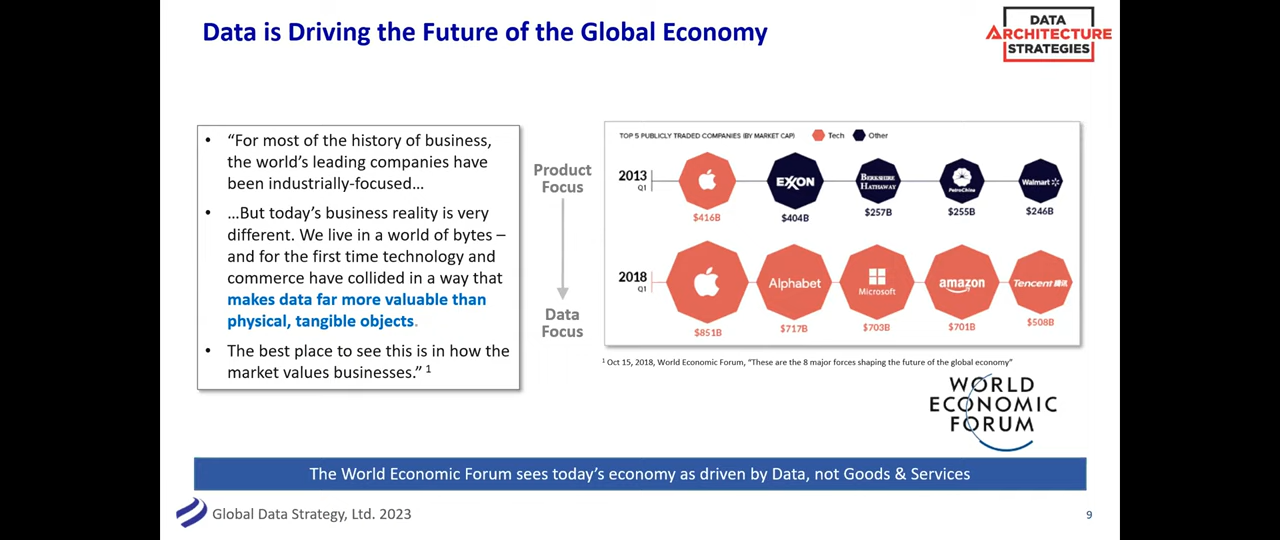 Data is Driving the Future of the Global Economy
DATA
ARCHITECTURE
STRATEGIES
• “For most of the history of business,
the world’s leading companies have
been industrially-focused…
• …But today’s business reality is very
different. We live in a world of bytes –
and for the first time technology and
commerce have collided in a way that
makes data far more valuable than
physical, tangible objects.
• The best place to see this is in how the
market values businesses.” 1
Product
Focus
Data
Focus
TOP 5 PUBLICLY TRADED COMPANIES (BY MARKET CAP) Tech Other
2013
Q1
EXXON
BERKSHIRE
HATHAWAY
PetroChina
Walmart
$416B $404B $257B $255B $246B
2018
Q1
Alphabet
Microsoft
amazon
Tencent 腾讯
$851B $717B $703B $701B $508B
1 Oct 15, 2018, World Economic Forum, “These are the 8 major forces shaping the future of the global economy”
WORLD
ECONOMIC
FORUM
The World Economic Forum sees today’s economy as driven by Data, not Goods & Services
Global Data Strategy, Ltd. 2023
9